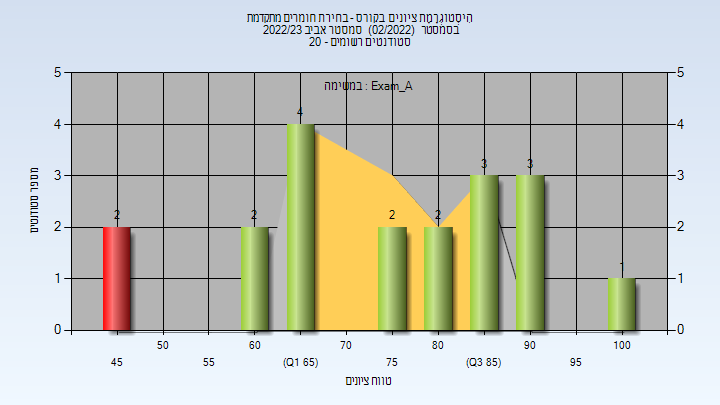 הִיסטוגרָמַת ציונים בקורס - בחירת חומרים מתקדמת
בסמסטר (02/2022) סמסטר אביב 2022/23
סטודנטים רשומים - 20
במשימה : Exam_A
מספר סטודנטים
5 5
4 4
3 3
2 2
1 1
0 0
2 2 4 2 2 3 3 1
50 60 70 80 90 100
45 55 (Q1 65) 75 (Q3 85) 95
טווח ציונים